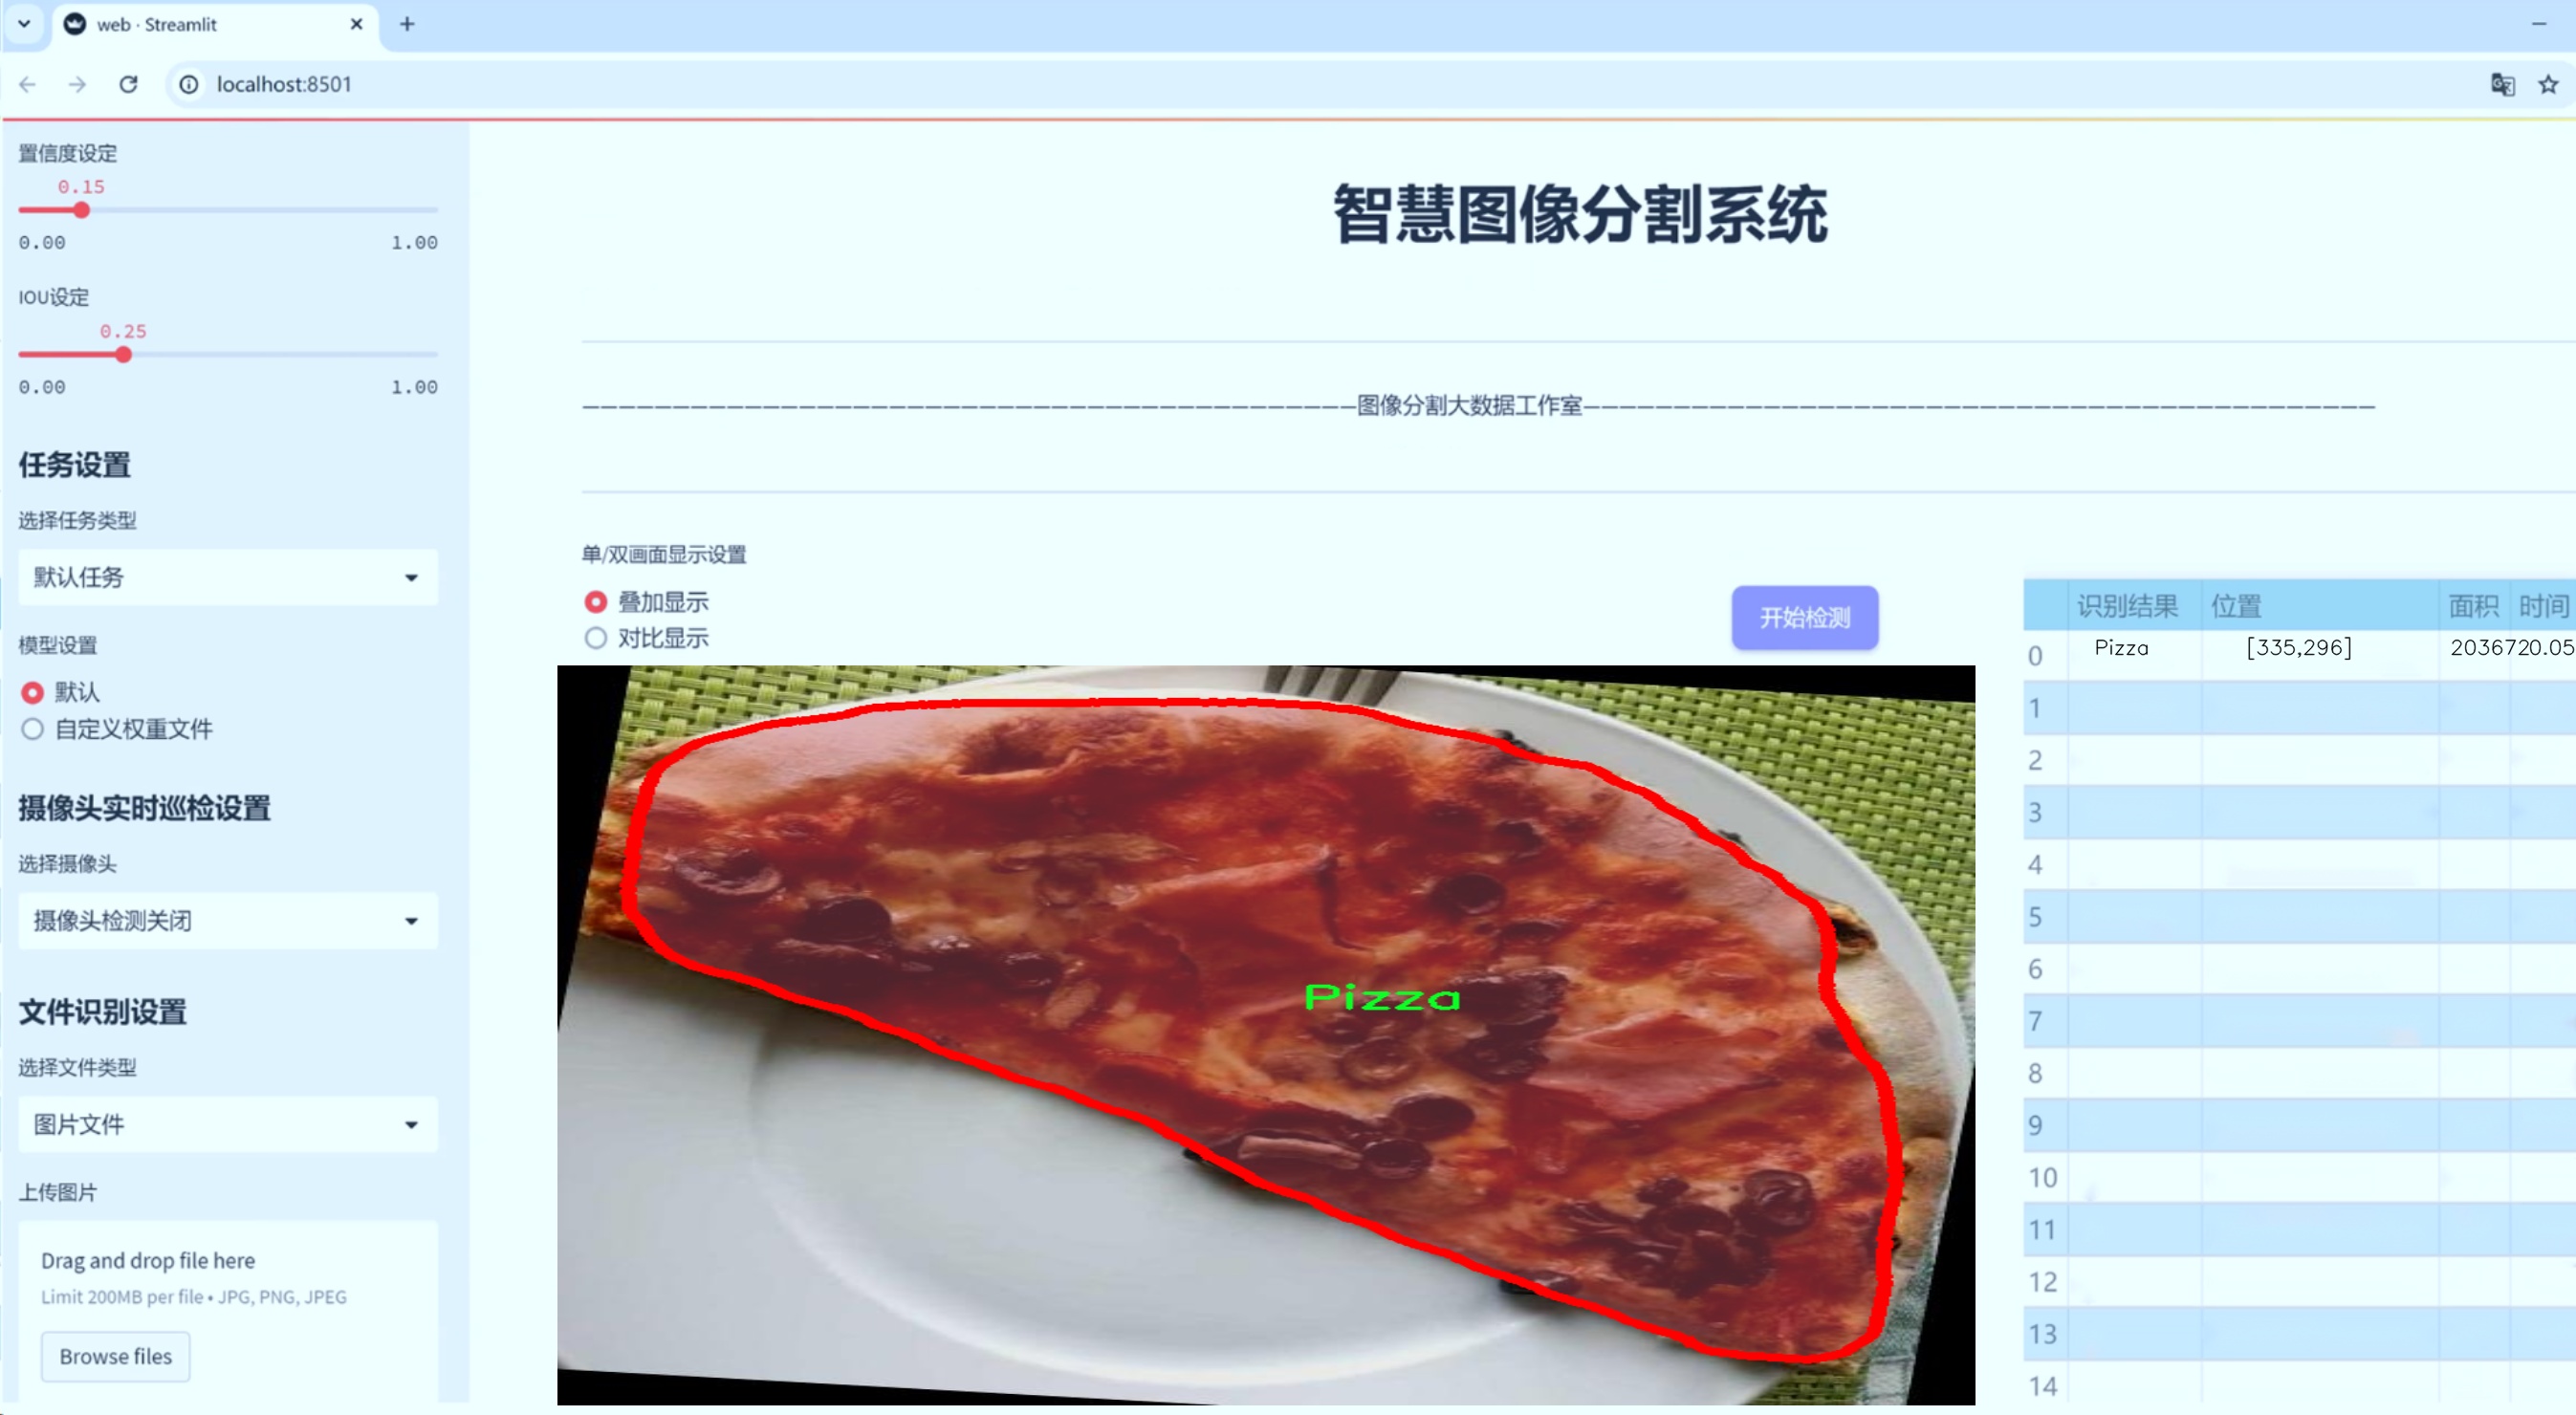 web · Streamlit
localhost:8501
置信度设定
0.15
0.00 1.00
IOU设定
0.25
0.00 1.00
任务设置
选择任务类型
默认任务
模型设置
默认
自定义权重文件
摄像头实时巡检设置
选择摄像头
摄像头检测关闭
文件识别设置
选择文件类型
图片文件
上传图片
Drag and drop file here
Limit 200MB per file • JPG, PNG, JPEG
Browse files
智慧图像分割系统
图像分割大数据工作室
单/双画面显示设置
叠加显示
对比显示
开始检测
Pizza
识别结果 位置 面积 时间
0 Pizza [335,296] 2036720.05
1
2
3
4
5
6
7
8
9
10
11
12
13
14